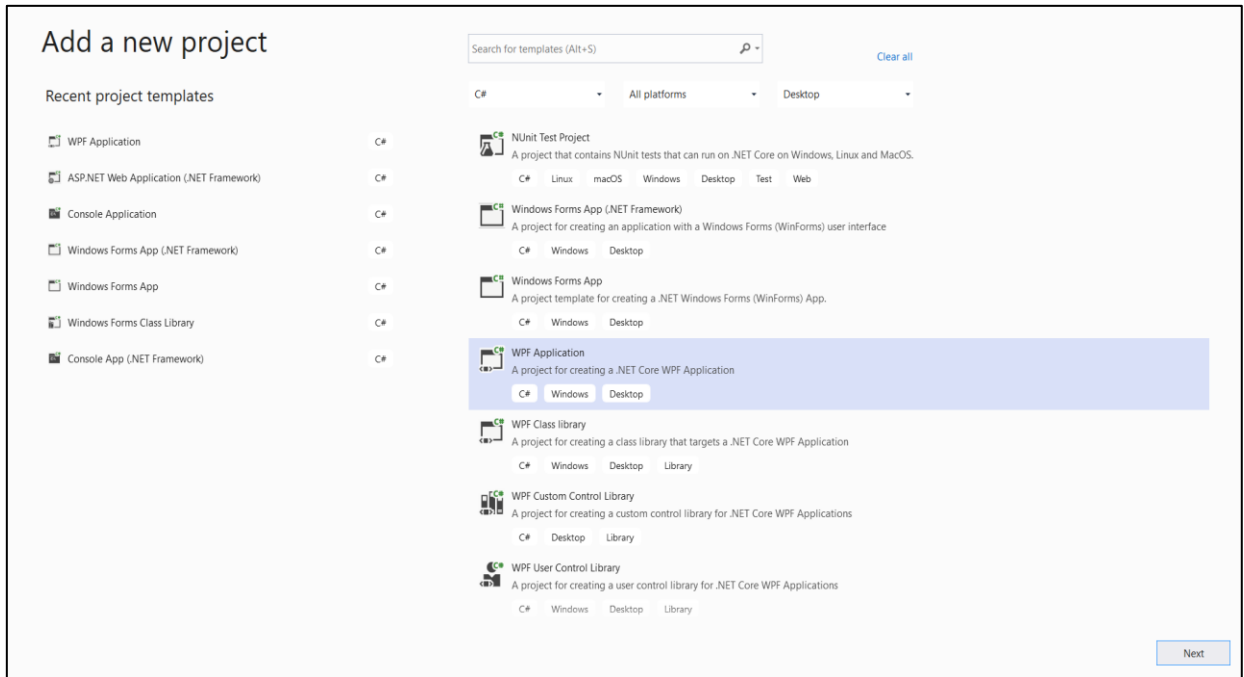 Add a new project
Recent project templates
WPF Application C#
ASP.NET Web Application (.NET Framework) C#
Console Application C#
Windows Forms App (.NET Framework) C#
Windows Forms App C#
Windows Forms Class Library C#
Console App (.NET Framework) C#
Search for templates (Alt+S)
Clear all
C# All platforms Desktop
NUnit Test Project
A project that contains NUnit tests that can run on .NET Core on Windows, Linux and MacOS.
C# Linux macOS Windows Desktop Test Web
Windows Forms App (.NET Framework)
A project for creating an application with a Windows Forms (WinForms) user interface
C# Windows Desktop
Windows Forms App
A project template for creating a .NET Windows Forms (WinForms) App.
C# Windows Desktop
WPF Application
A project for creating a .NET Core WPF Application
C# Windows Desktop
WPF Class library
A project for creating a class library that targets a .NET Core WPF Application
C# Windows Desktop Library
WPF Custom Control Library
A project for creating a custom control library for .NET Core WPF Applications
C# Desktop Library
WPF User Control Library
A project for creating a user control library for .NET Core WPF Applications
C# Windows Desktop Library
Next